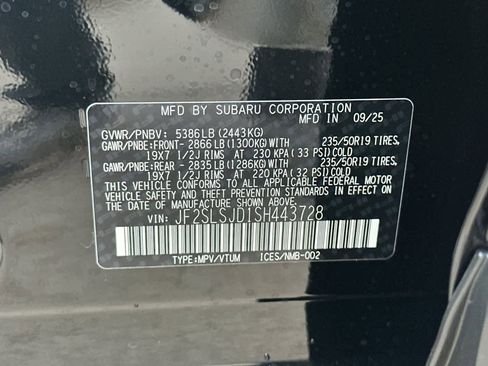 MFD BY SUBARU CORPORATION
MFD IN 09/25
GVWR/PNBV: 5386LB (2443KG)
GAWR/PNBE:FRONT- 2866LB (1300KG)WITH 235/50R19 TIRES,
19X7 1/2J RIMS AT 230 KPA (33 PSI)COLD
GAWR/PNBE:REAR - 2835LB (1286KG)WITH 235/50R19 TIRES,
19X7 1/2J RIMS AT 220 KPA (32 PSI)COLD
THIS VEHICLE CONFORMS TO ALL APPLICABLE FEDERAL MOTOR
VEHICLE SAFETY AND THEFT PREVENTION STANDARDS IN
EFFECT ON THE DATE OF MANUFACTURE SHOWN ABOVE.
VIN: JF2SLSJD1SH443728
TYPE:MPV/VTUM ICES/NMB-002